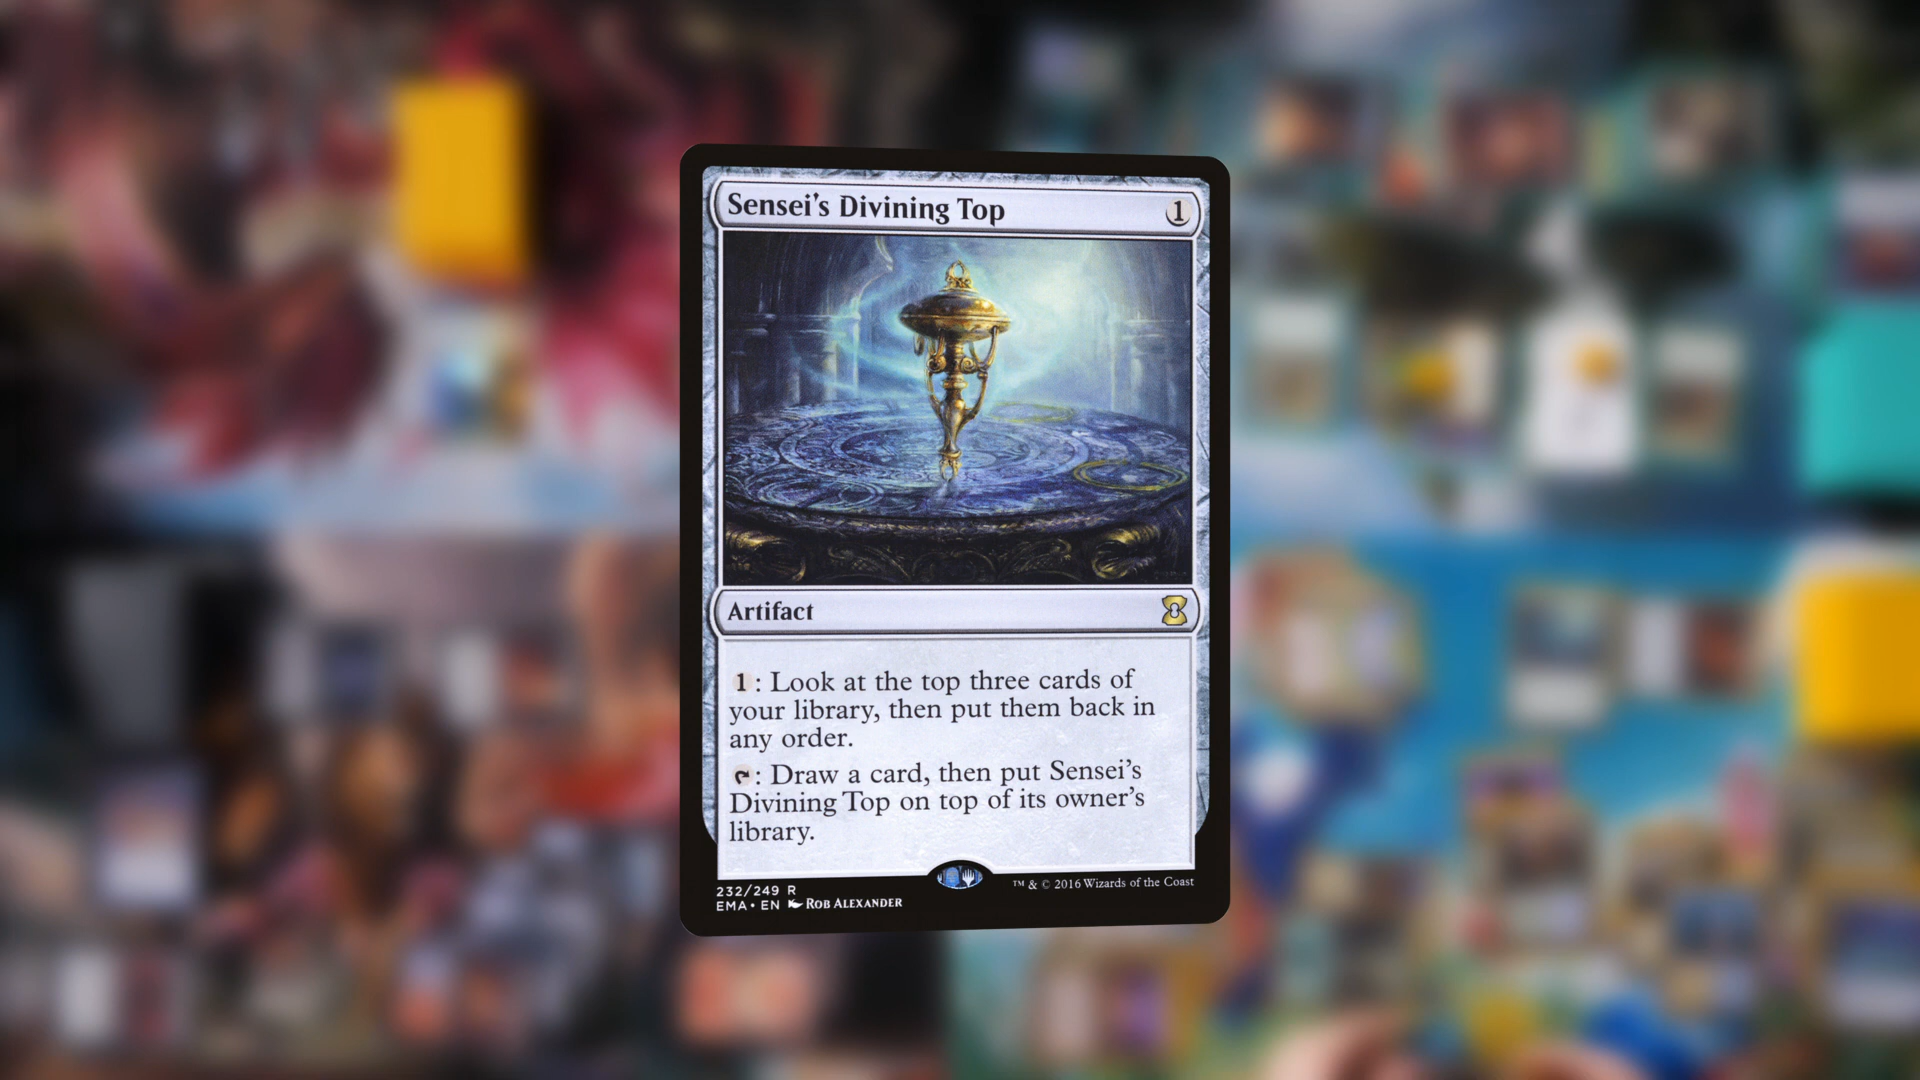 Sensei's Divining Top 1
Artifact
1: Look at the top three cards of
your library, then put them back in
any order.
: Draw a card, then put Sensei's
Divining Top on top of its owner's
library.
232/249 R
EMA • EN Rob Alexander
™ & © 2016 Wizards of the Coast